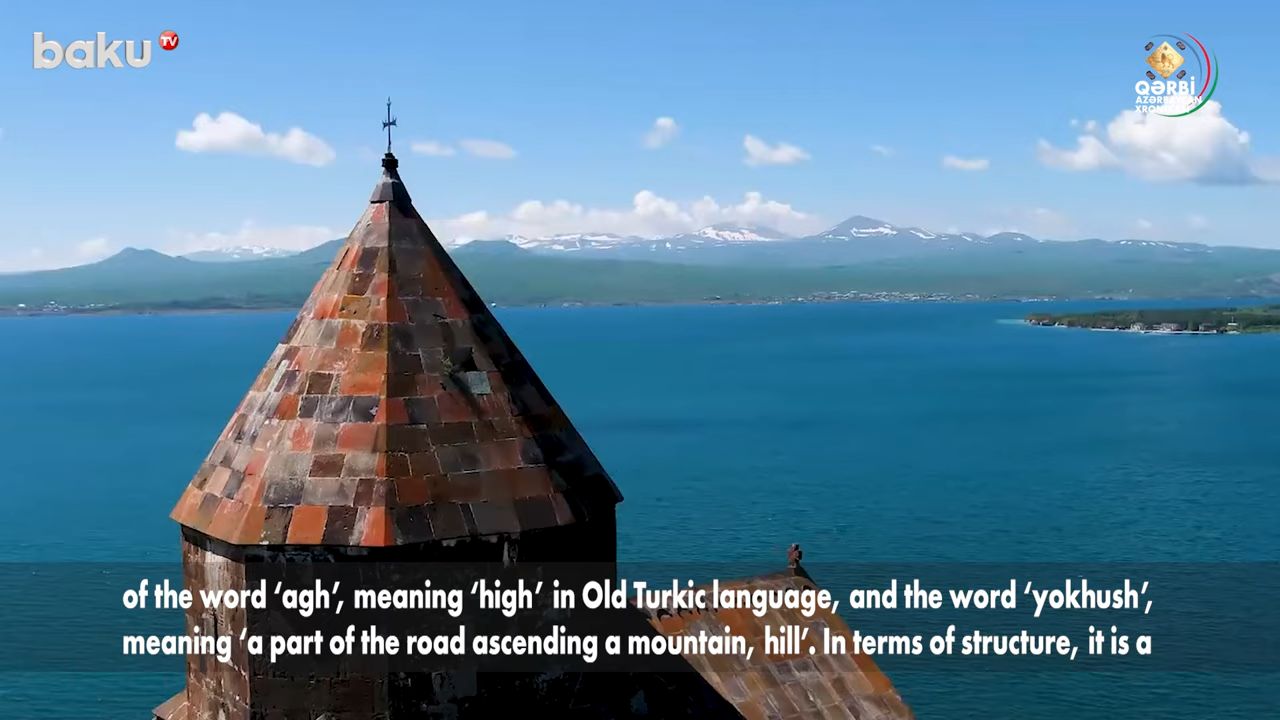 baku TV
QƏRBİ
AZƏRBAYCAN
of the word ‘agh’, meaning ‘high’ in Old Turkic language, and the word ‘yokhush’,
meaning ‘a part of the road ascending a mountain, hill’. In terms of structure, it is a